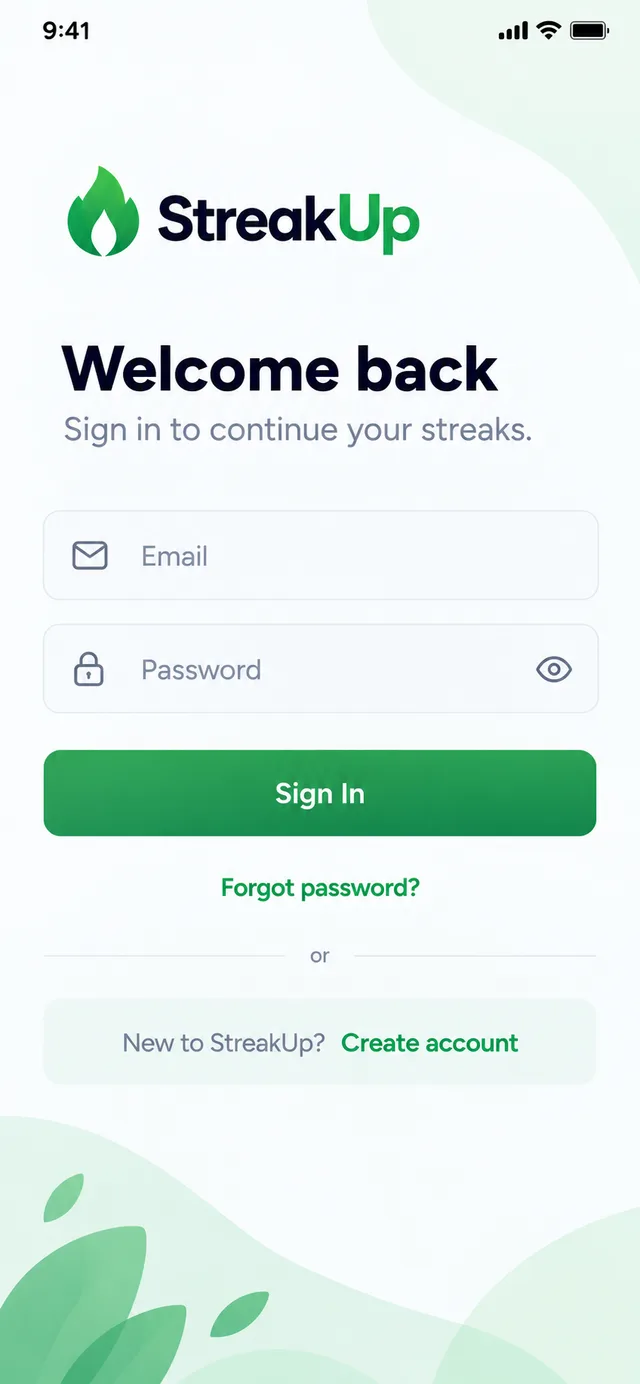 9:41
StreakUp
Welcome back
Sign in to continue your streaks.
Email
Password
Sign In
Forgot password?
or
New to StreakUp? Create account